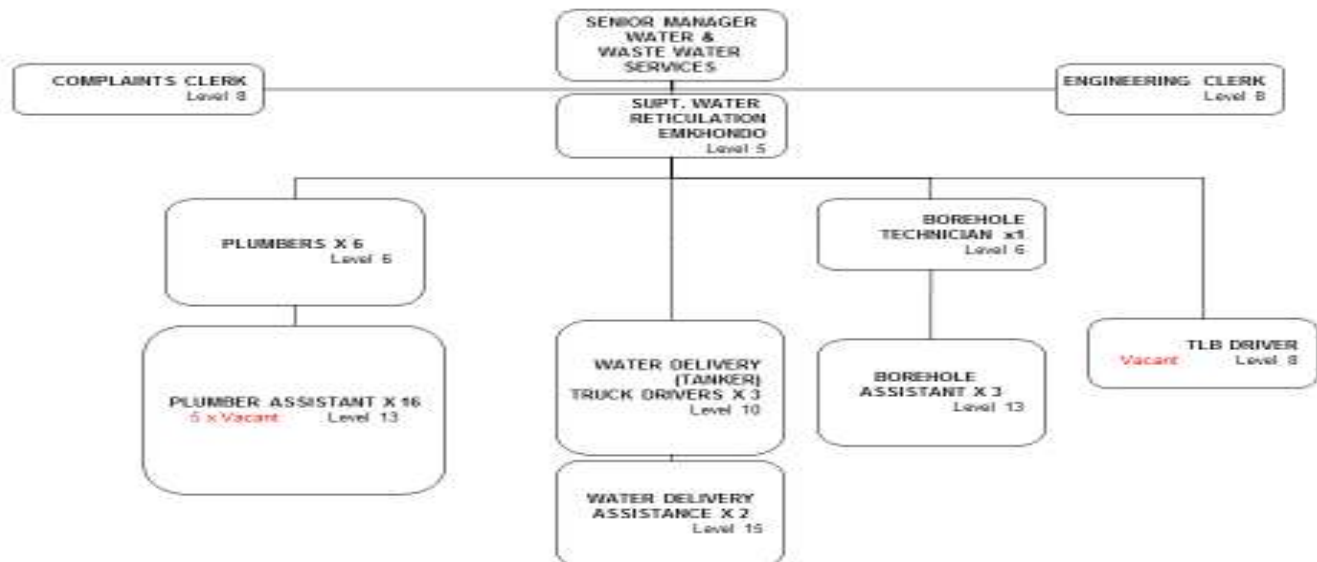 SENIOR MANAGER
WATER &
WASTE WATER
SERVICES
COMPLAINTS CLERK
Level 8
ENGINEERING CLERK
Level 8
SUPT. WATER
RETICULATION
EMKHONDO
Level 5
PLUMBERS X 6
Level 6
BOREHOLE
TECHNICIAN x1
Level 6
PLUMBER ASSISTANT X 16
5 x Vacant Level 13
WATER DELIVERY
(TANKER)
TRUCK DRIVERS X 3
Level 10
BOREHOLE
ASSISTANT X 3
Level 13
TLB DRIVER
Vacant Level 8
WATER DELIVERY
ASSISTANCE X 2
Level 15